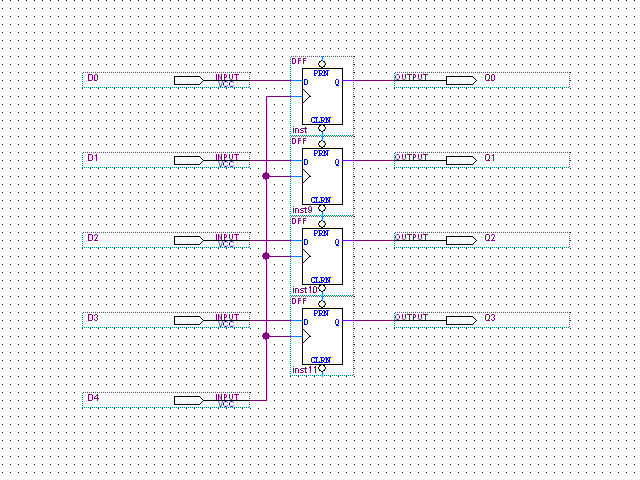 DFF
PRN
D0 INPUT VCC D Q OUTPUT Q0
CLRN
inst
DFF
PRN
D1 INPUT VCC D Q OUTPUT Q1
CLRN
inst9
DFF
PRN
D2 INPUT VCC D Q OUTPUT Q2
CLRN
inst10
DFF
PRN
D3 INPUT VCC D Q OUTPUT Q3
CLRN
inst11
D4 INPUT VCC